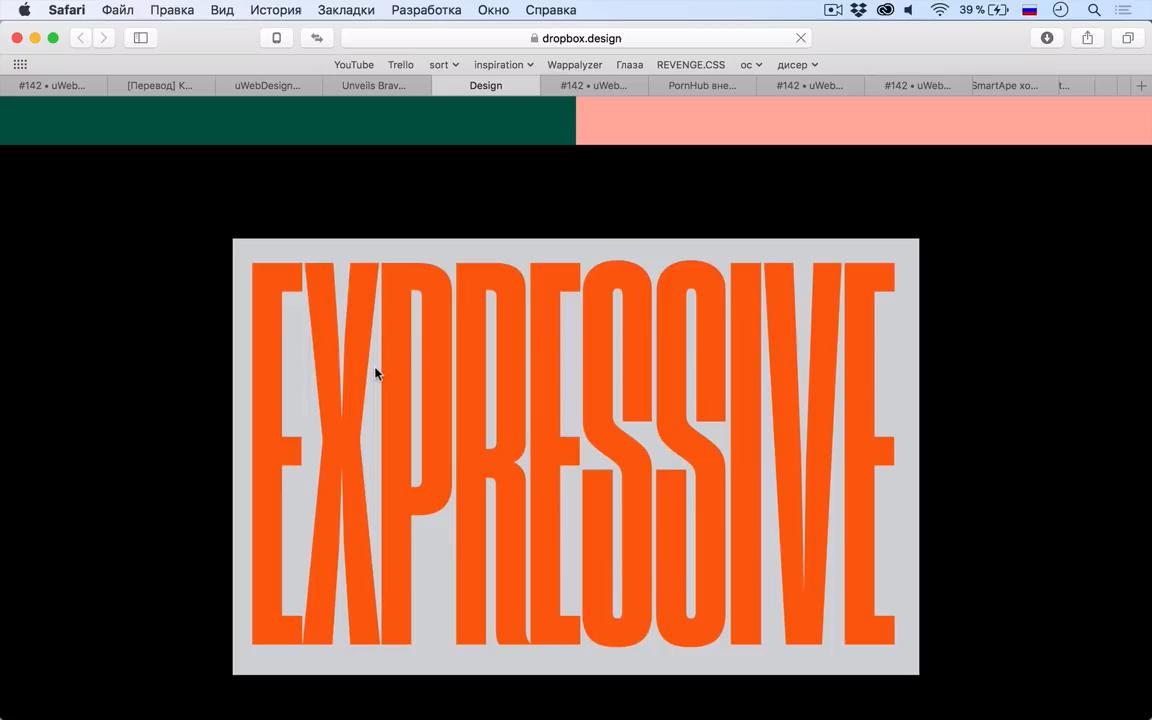 Safari Файл Правка Вид История Закладки Разработка Окно Справка 39 %
dropbox.design
YouTube Trello sort inspiration Wappalyzer Глаза REVENGE.CSS ос дисер
#142 • uWeb... [Перевод] К... uWebDesign... Unveils Brav... Design #142 • uWeb... PornHub вне... #142 • uWeb... #142 • uWeb... SmartApe хо... t...
EXPRESSIVE